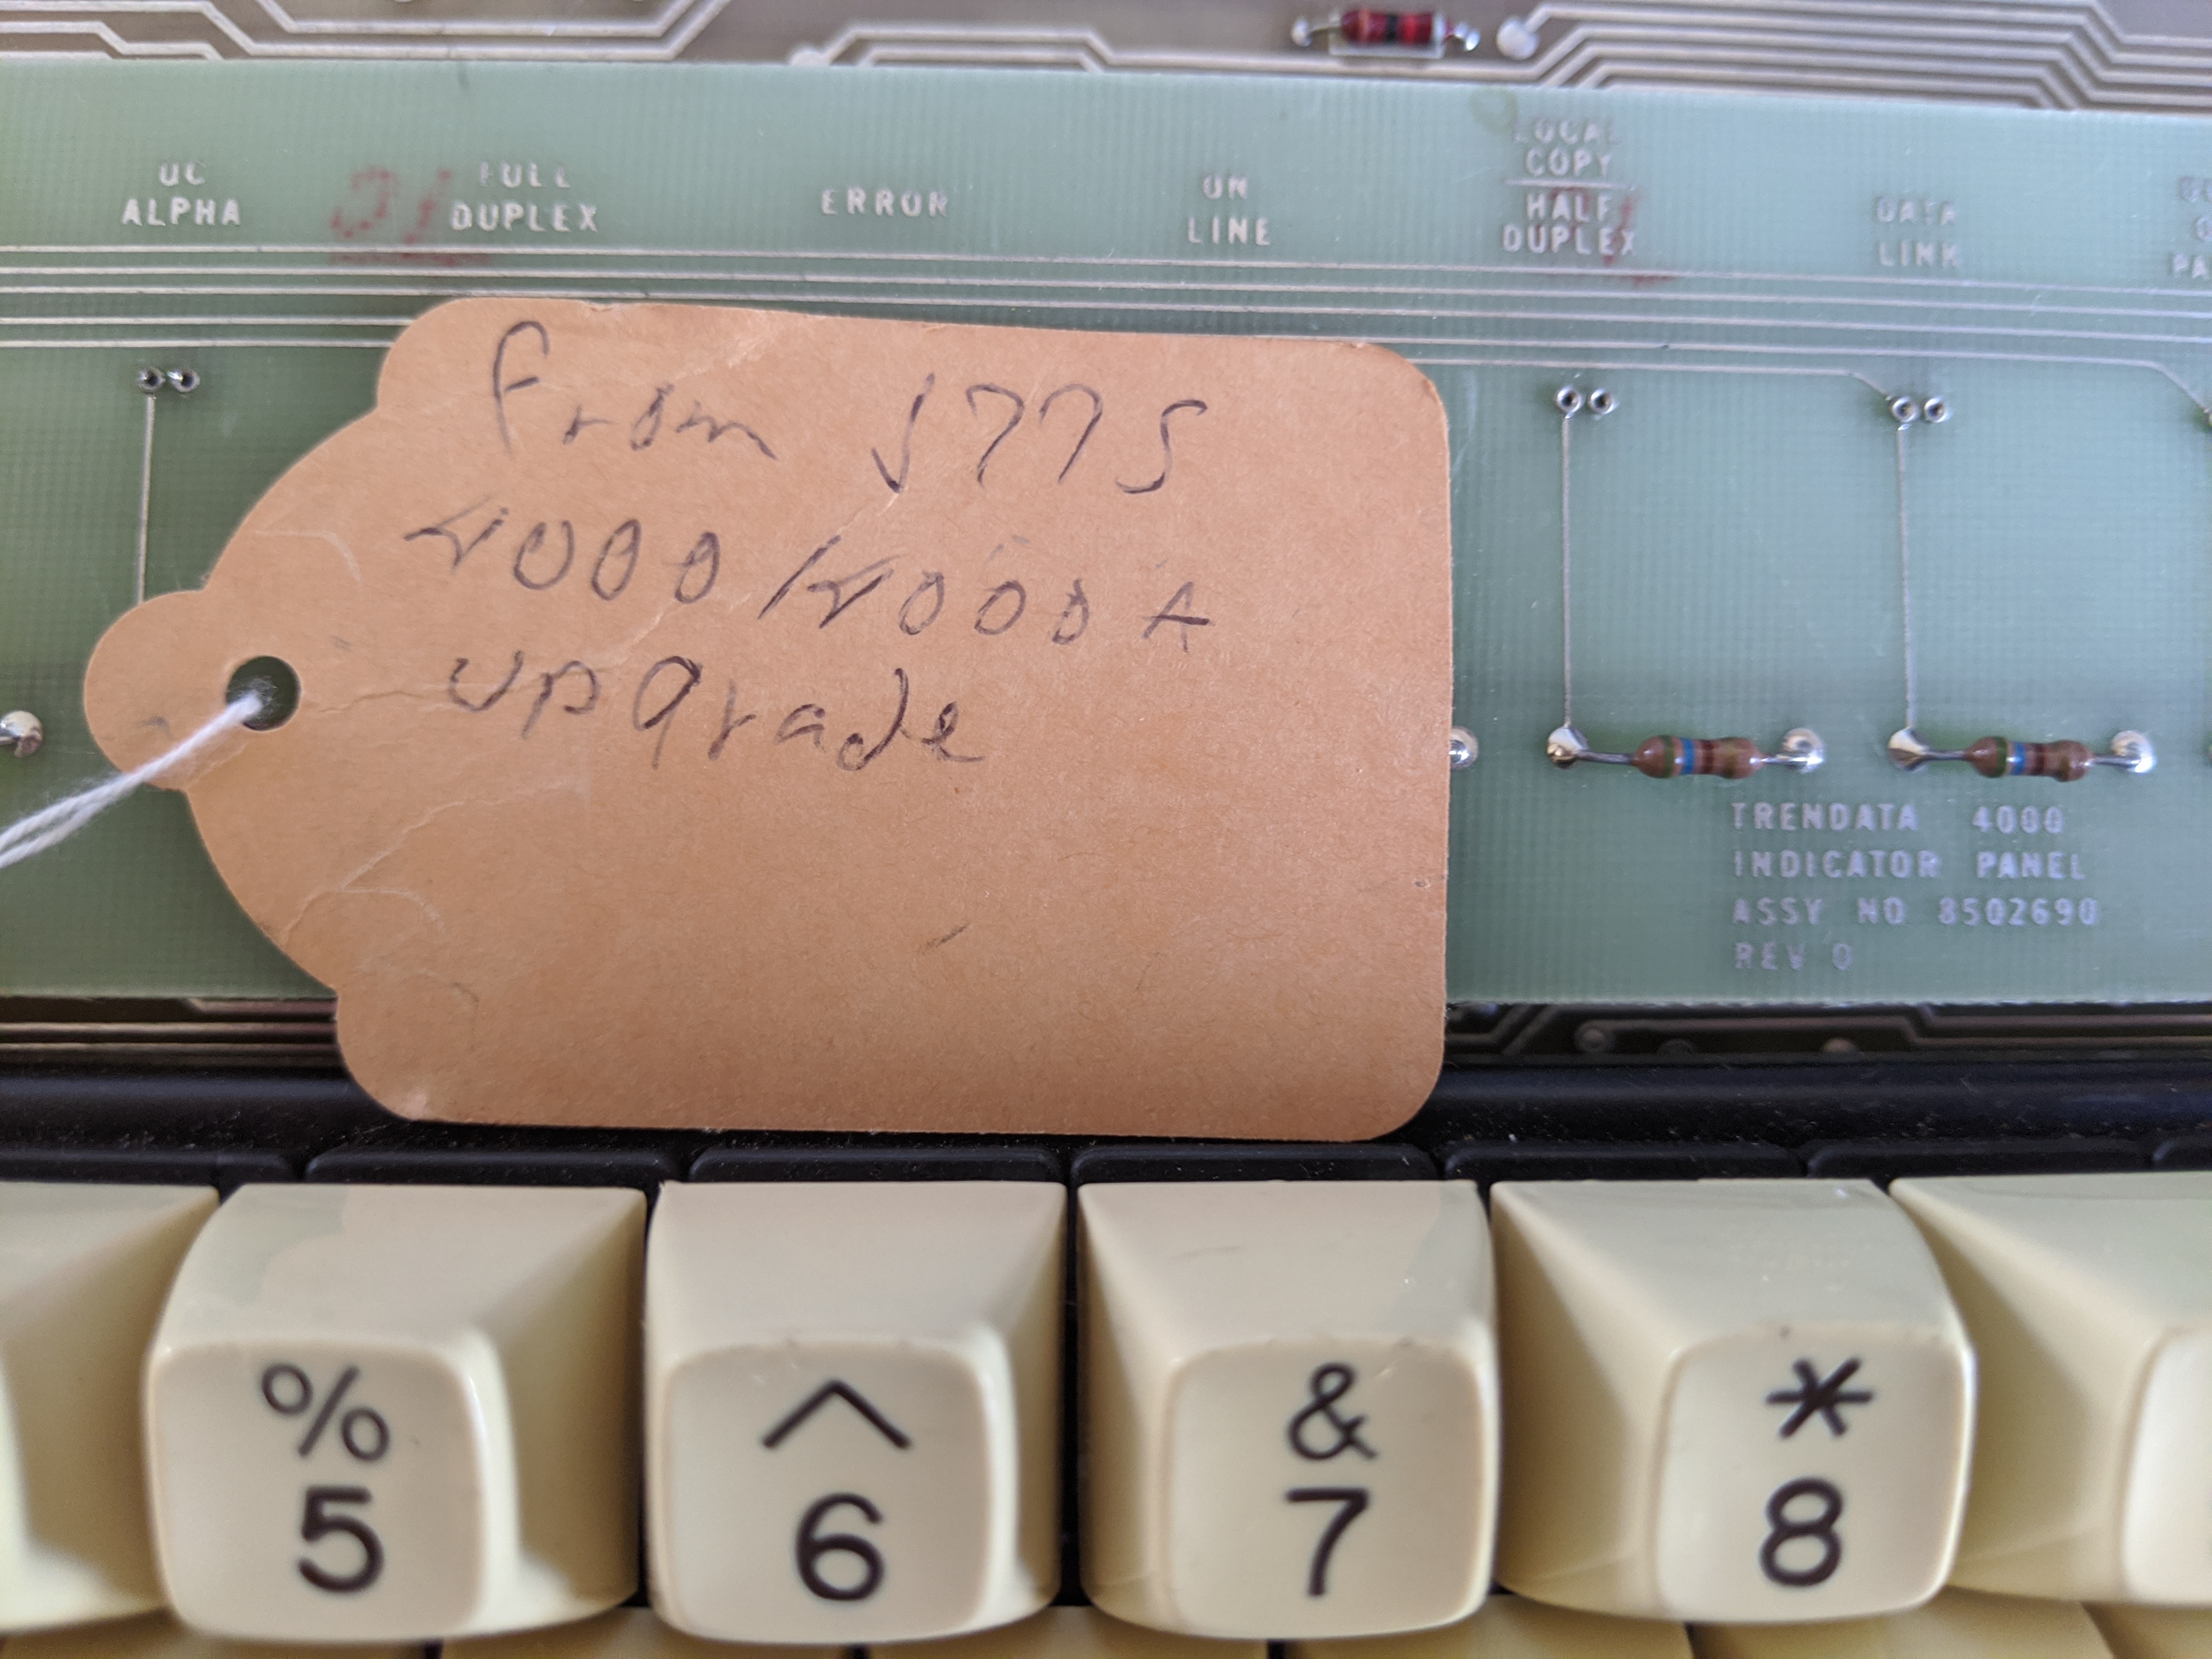 UC
ALPHA
FULL
DUPLEX
ERROR
ON
LINE
LOCAL
COPY
HALF
DUPLEX
DATA
LINK
From
4000/4000A
upgrade
TRENDATA 4000
INDICATOR PANEL
ASSY NO 8502690
REV 0
% ^ & *
5 6 7 8